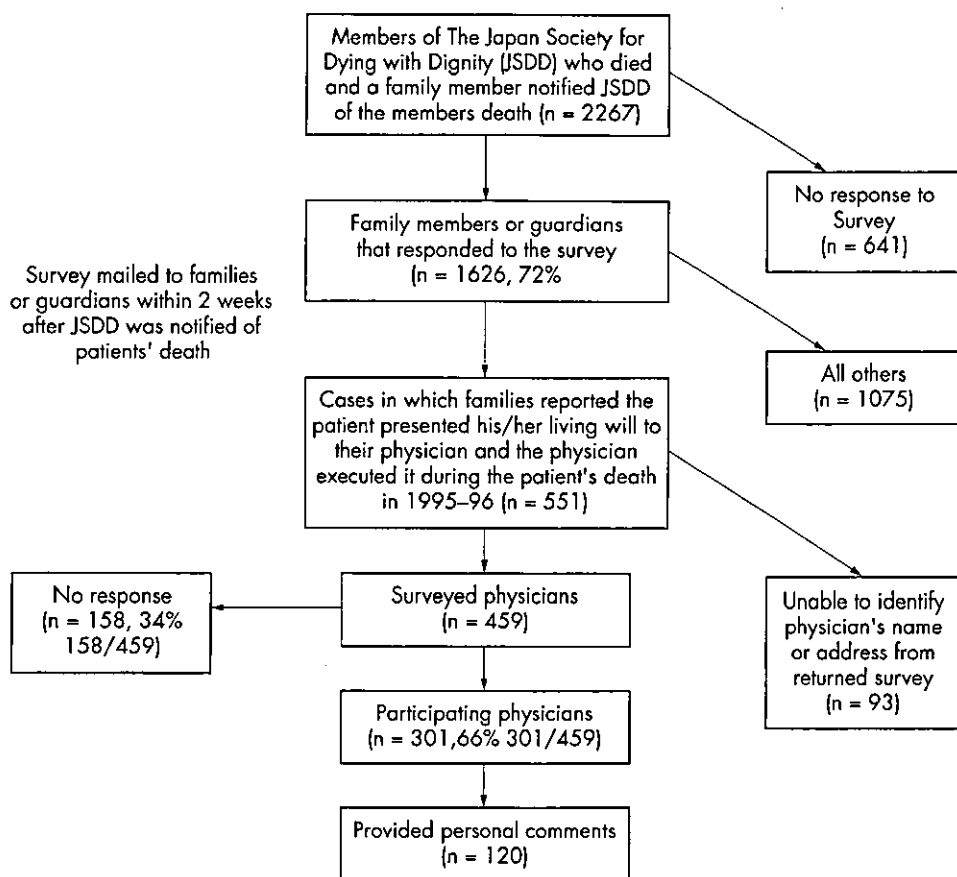 Members of The Japan Society for
Dying with Dignity (JSDD) who died
and a family member notified JSDD
of the members death (n = 2267)
No response to
Survey
(n = 641)
Family members or guardians
that responded to the survey
(n = 1626, 72%
Survey mailed to families
or guardians within 2 weeks
after JSDD was notified of
patients' death
All others
(n = 1075)
Cases in which families reported the
patient presented his/her living will to
their physician and the physician
executed it during the patient's death
in 1995–96 (n = 551)
No response
(n = 158, 34%
158/459)
Surveyed physicians
(n = 459)
Unable to identify
physician's name
or address from
returned survey
(n = 93)
Participating physicians
(n = 301,66% 301/459)
Provided personal comments
(n = 120)